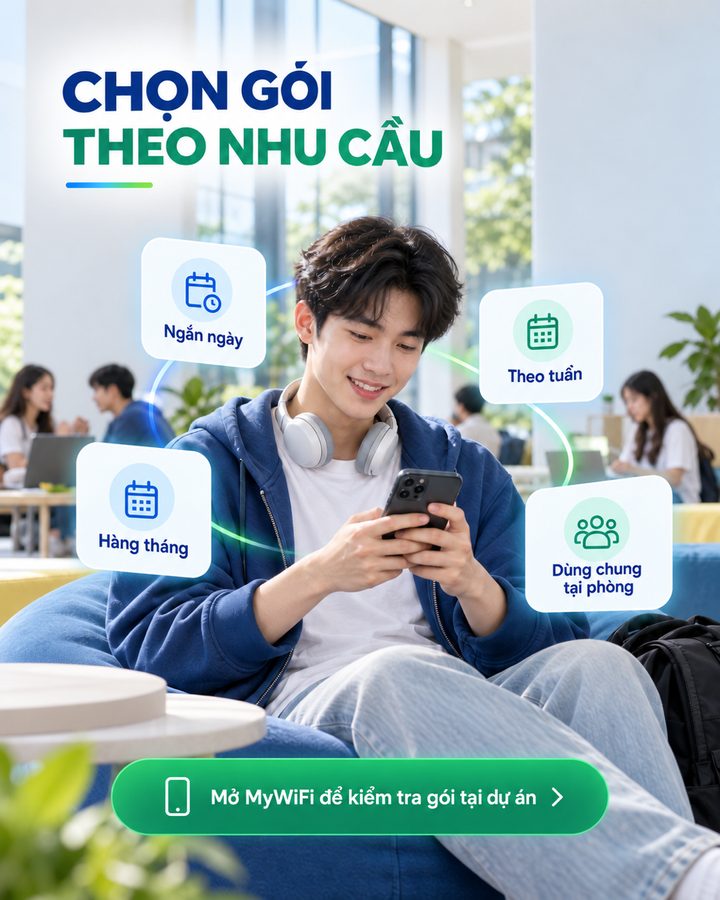 CHỌN GÓI
THEO NHU CẦU
Ngắn ngày
Theo tuần
Hàng tháng
Dùng chung
tại phòng
Mở MyWiFi để kiểm tra gói tại dự án